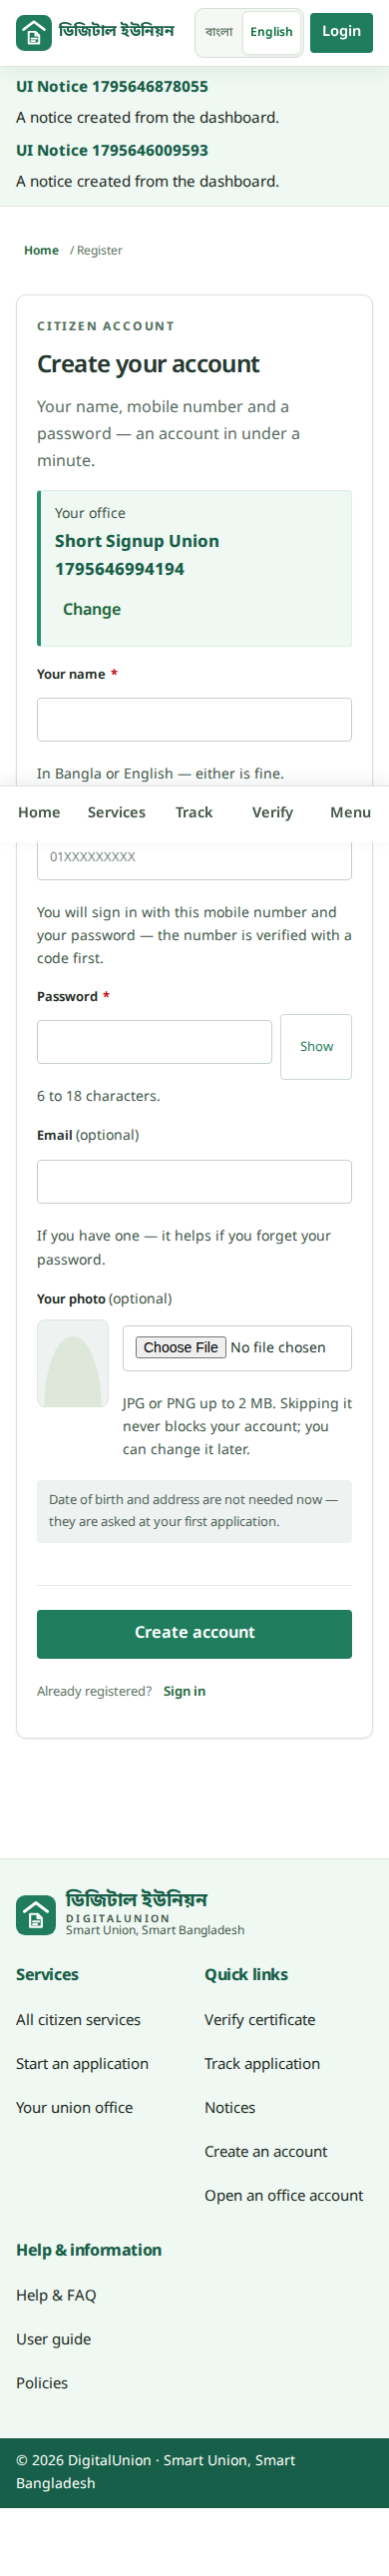 ডিজিটাল ইউনিয়ন
বাংলা
English
Login
UI Notice 1795646878055
A notice created from the dashboard.
UI Notice 1795646009593
A notice created from the dashboard.
Home / Register
CITIZEN ACCOUNT
Create your account
Your name, mobile number and a
password — an account in under a
minute.
Your office
Short Signup Union
1795646994194
Change
Your name *
In Bangla or English — either is fine.
Home Services Track Verify Menu
01XXXXXXXXX
You will sign in with this mobile number and
your password — the number is verified with a
code first.
Password *
Show
6 to 18 characters.
Email (optional)
If you have one — it helps if you forget your
password.
Your photo (optional)
Choose File No file chosen
JPG or PNG up to 2 MB. Skipping it
never blocks your account; you
can change it later.
Date of birth and address are not needed now —
they are asked at your first application.
Create account
Already registered? Sign in
ডিজিটাল ইউনিয়ন
DIGITALUNION
Smart Union, Smart Bangladesh
Services
All citizen services
Start an application
Your union office
Quick links
Verify certificate
Track application
Notices
Create an account
Open an office account
Help & information
Help & FAQ
User guide
Policies
© 2026 DigitalUnion · Smart Union, Smart
Bangladesh